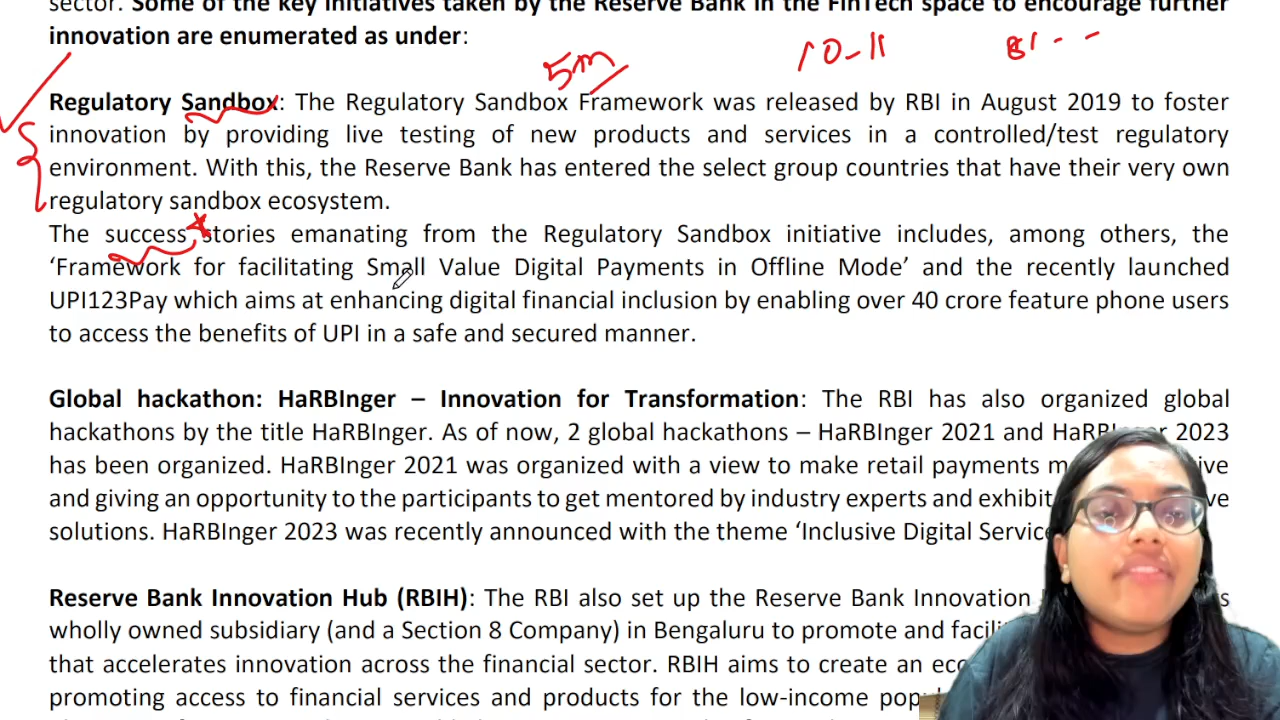 sector. Some of the key initiatives taken by the Reserve Bank in the FinTech space to encourage further
innovation are enumerated as under:
5m 10-11
Regulatory Sandbox: The Regulatory Sandbox Framework was released by RBI in August 2019 to foster
innovation by providing live testing of new products and services in a controlled/test regulatory
environment. With this, the Reserve Bank has entered the select group countries that have their very own
regulatory sandbox ecosystem.
The success stories emanating from the Regulatory Sandbox initiative includes, among others, the
‘Framework for facilitating Small Value Digital Payments in Offline Mode’ and the recently launched
UPI123Pay which aims at enhancing digital financial inclusion by enabling over 40 crore feature phone users
to access the benefits of UPI in a safe and secured manner.
Global hackathon: HaRBInger – Innovation for Transformation: The RBI has also organized global
hackathons by the title HaRBInger. As of now, 2 global hackathons – HaRBInger 2021 and 2023
has been organized. HaRBInger 2021 was organized with a view to make retail payments
and giving an opportunity to the participants to get mentored by industry experts and
solutions. HaRBInger 2023 was recently announced with the theme ‘Inclusive Digital
Reserve Bank Innovation Hub (RBIH): The RBI also set up the Reserve Bank Innovation
wholly owned subsidiary (and a Section 8 Company) in Bengaluru to promote and
that accelerates innovation across the financial sector. RBIH aims to create an
promoting access to financial services and products for the low-income